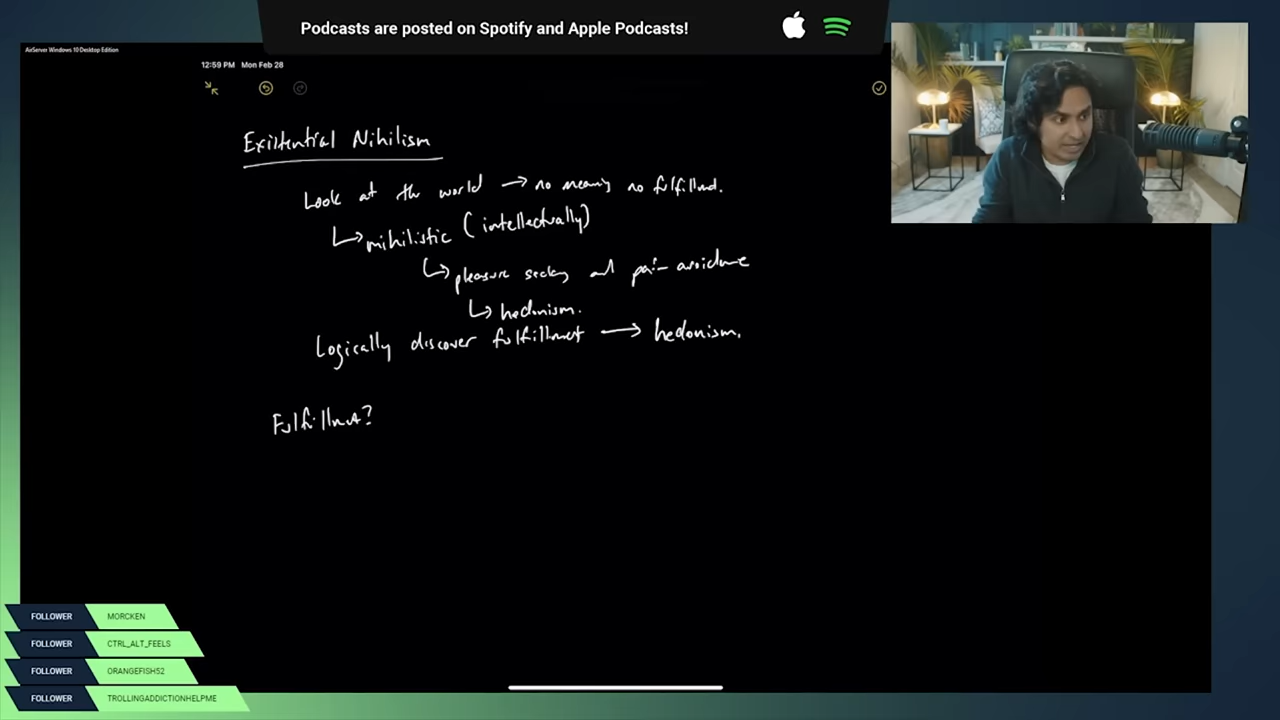 Podcasts are posted on Spotify and Apple Podcasts!
AirServer Windows 10 Desktop Edition
12:59 PM Mon Feb 28
Existential Nihilism
Look at the world → no meaning no fulfillmt.
↳ nihilistic (intellectually)
↳ pleasure seeking and pain avoidance
↳ hedonism.
Logically discover fulfillment → hedonism.
Fulfillmt?
FOLLOWER MORCKEN
FOLLOWER CTRL_ALT_FEELS
FOLLOWER ORANGEFISH52
FOLLOWER TROLLINGADDICTIONHELPME